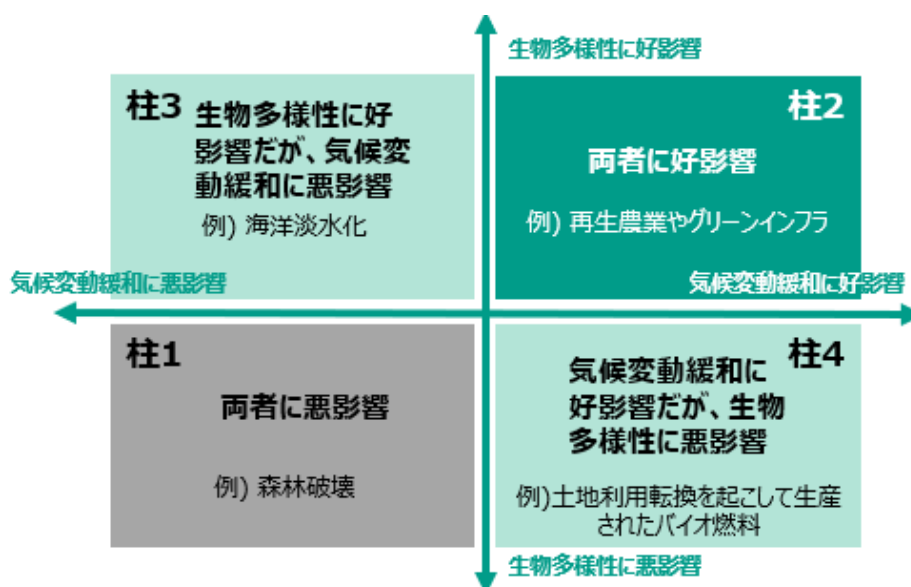 生物多様性に好影響
柱3
生物多様性に好
影響だが、気候変
動緩和に悪影響
例) 海洋淡水化
柱2
両者に好影響
例) 再生農業やグリーンインフラ
気候変動緩和に悪影響
気候変動緩和に好影響
柱1
両者に悪影響
例) 森林破壊
柱4
気候変動緩和に
好影響だが、生物
多様性に悪影響
例)土地利用転換を起こして生産
されたバイオ燃料
生物多様性に悪影響